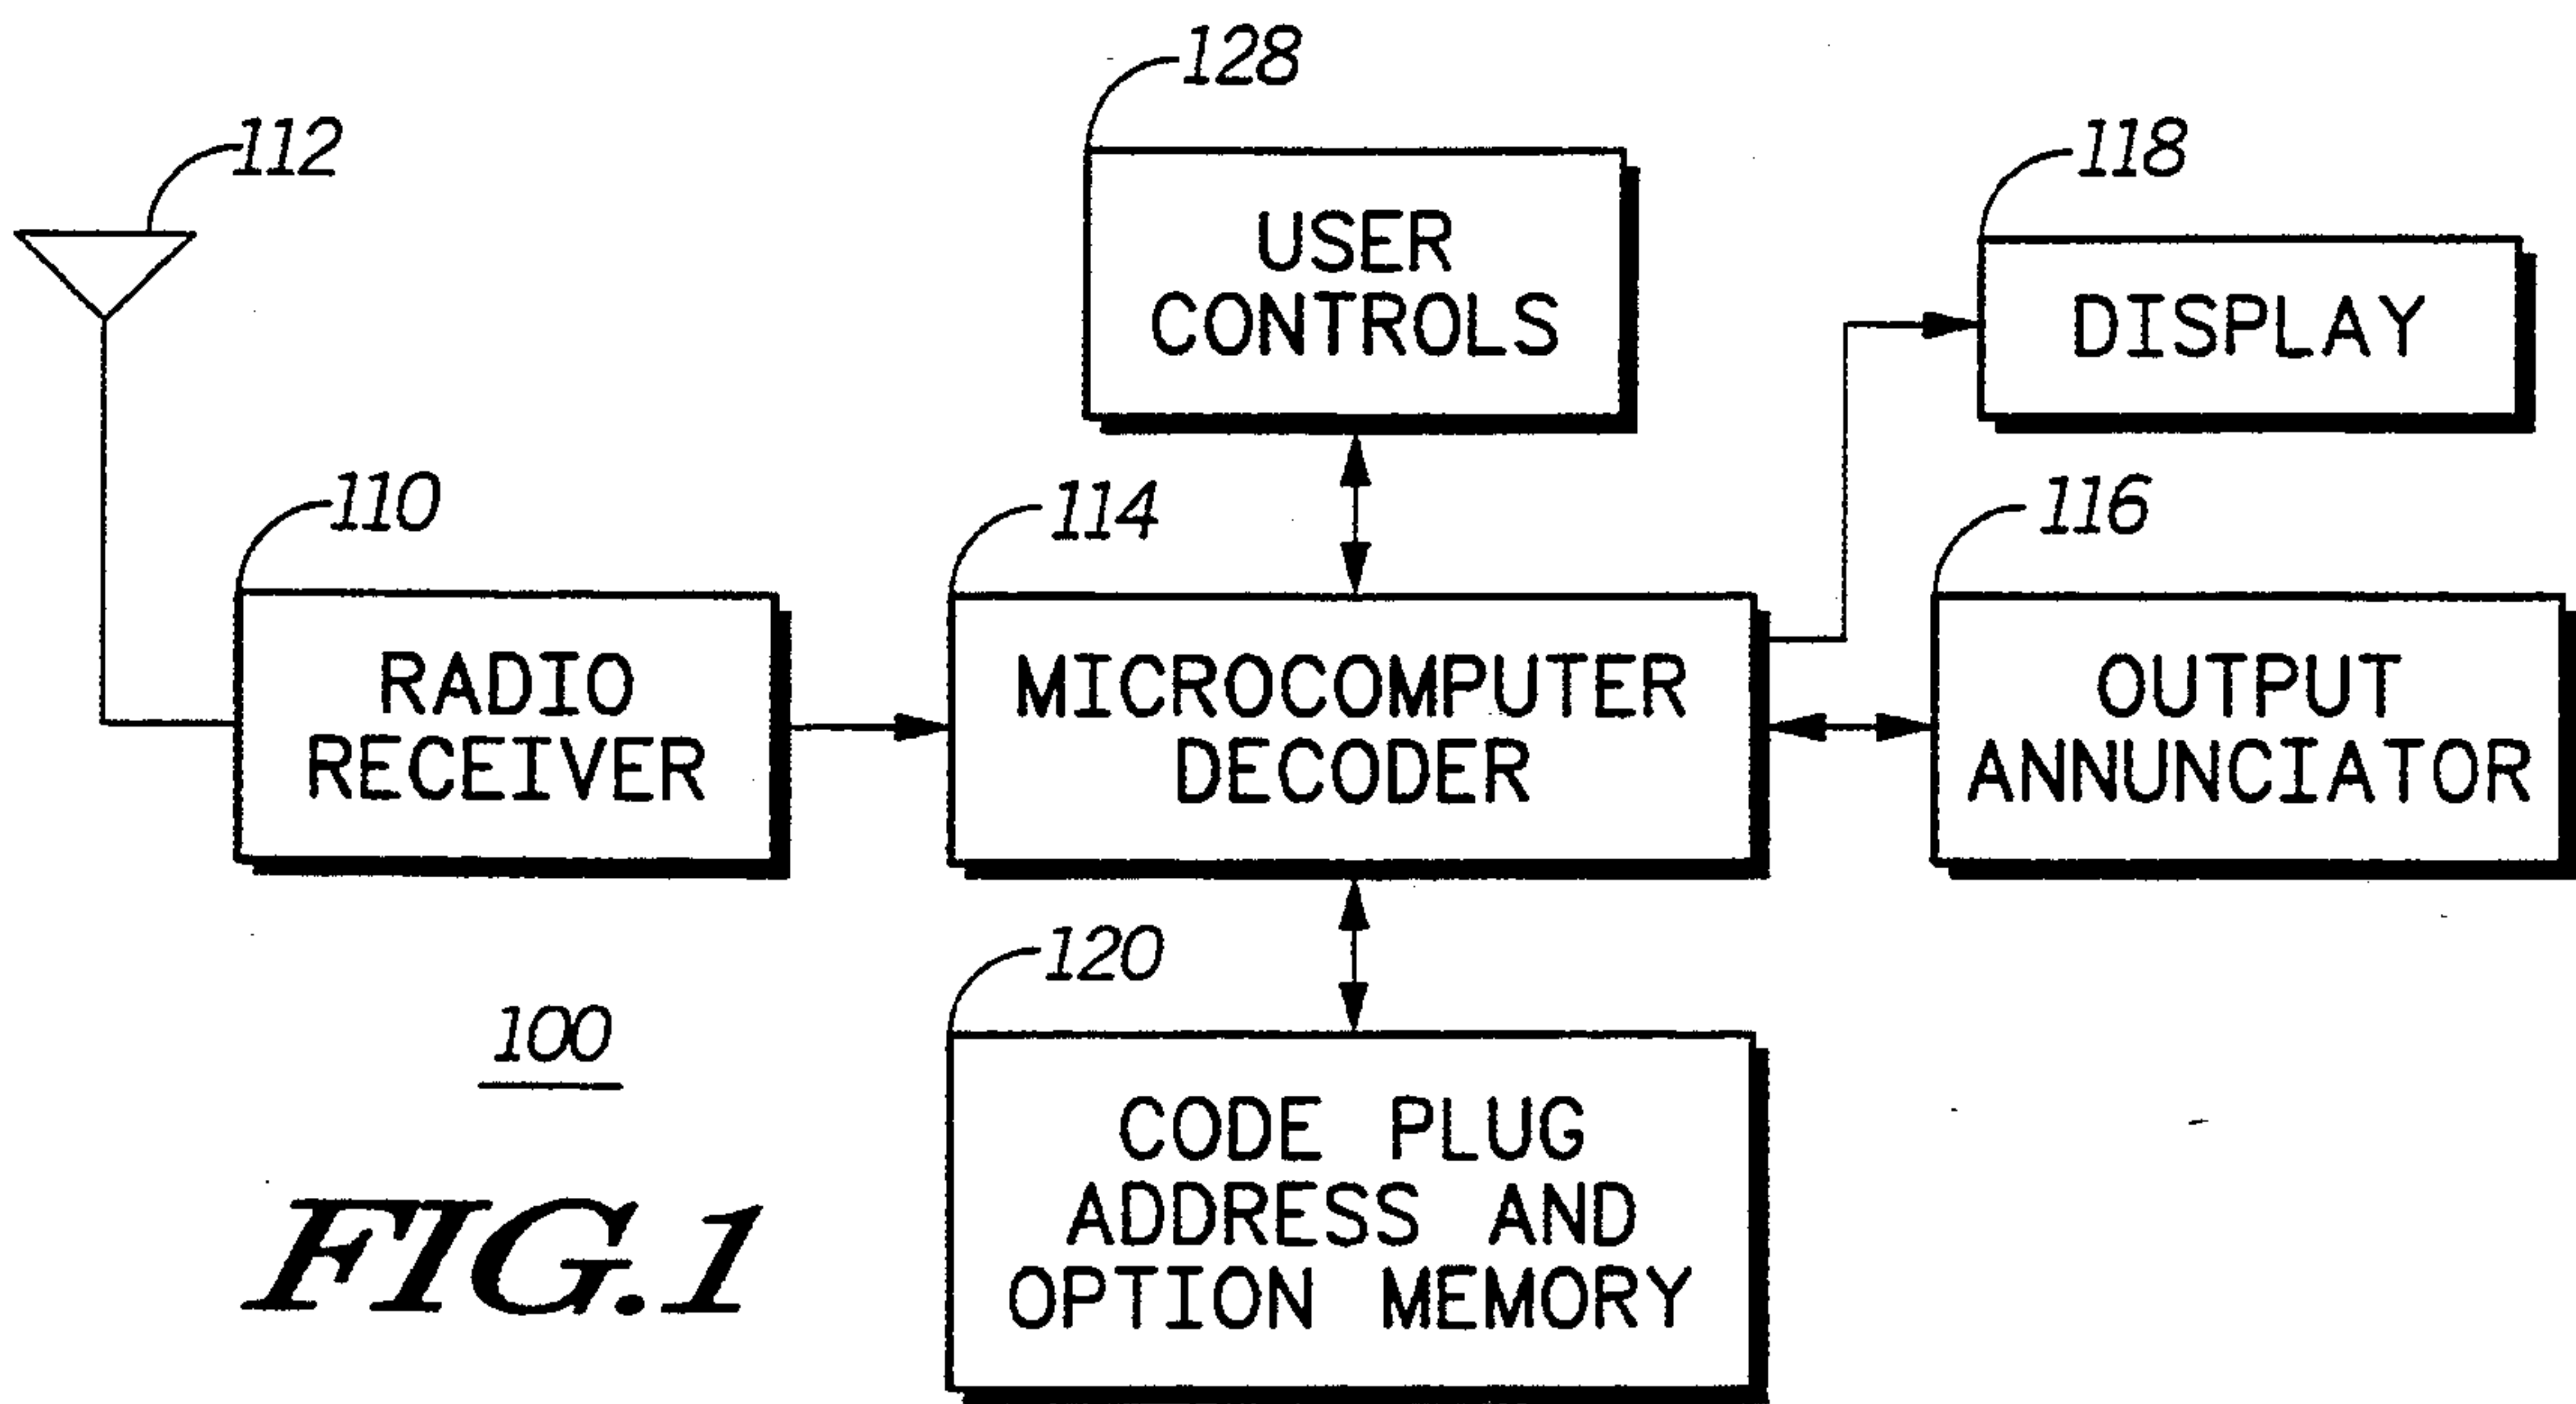 128
112
118
USER
CONTROLS
DISPLAY
110
114
116
RADIO
RECEIVER
MICROCOMPUTER
DECODER
OUTPUT
ANNUNCIATOR
120
100
CODE PLUG
ADDRESS AND
OPTION MEMORY
FIG.1